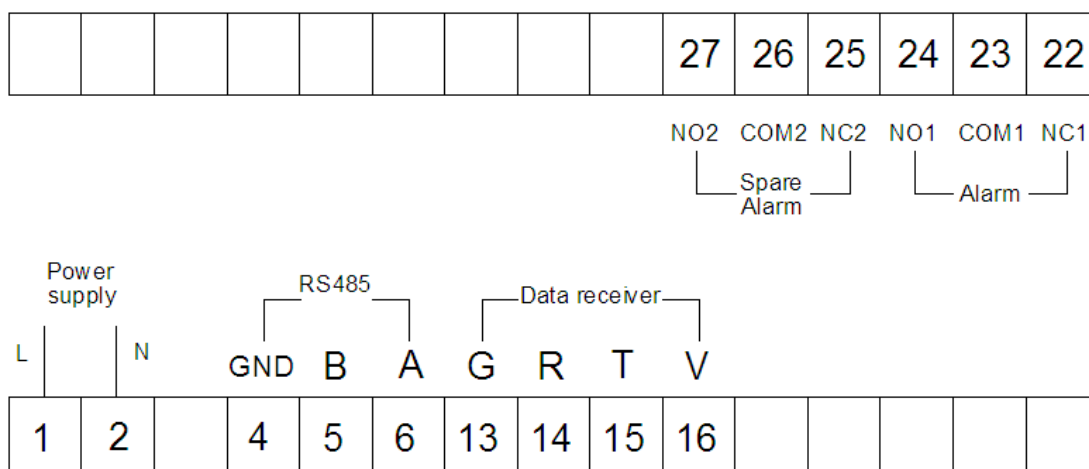 27 26 25 24 23 22
NO2 COM2 NC2 NO1 COM1 NC1
Spare
Alarm
Alarm
Power
supply
RS485
Data receiver
L N
GND B A G R T V
1 2 4 5 6 13 14 15 16